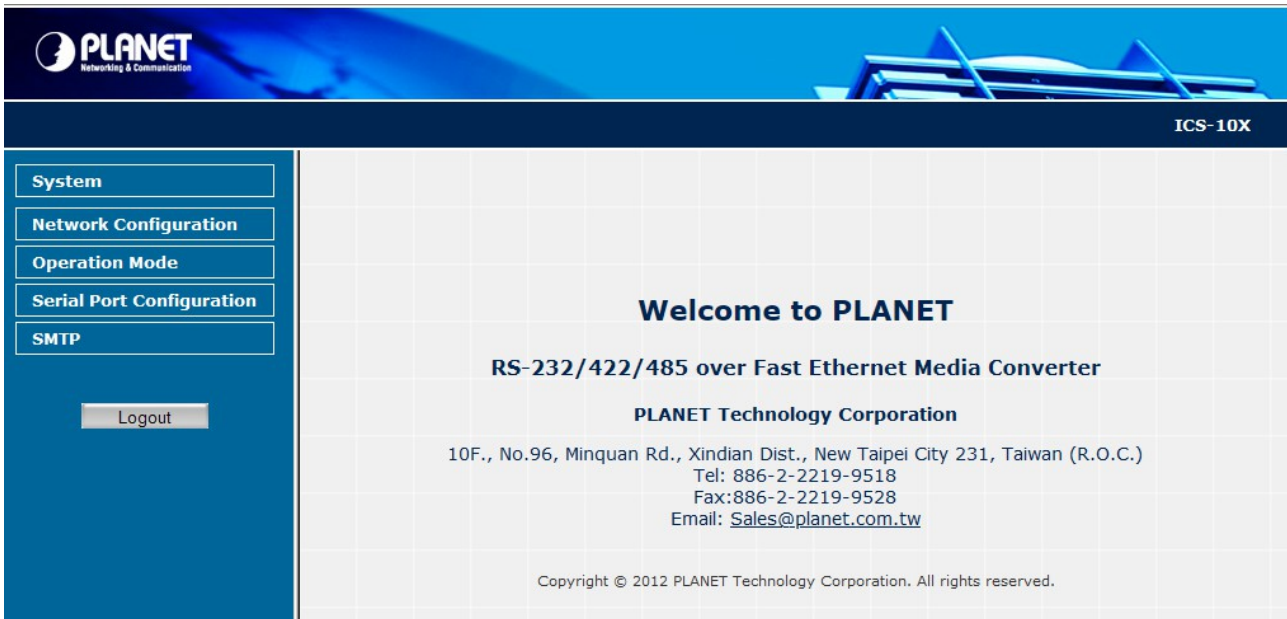 PLANET
Networking & Communication
ICS-10X
System
Network Configuration
Operation Mode
Serial Port Configuration
SMTP
Logout
Welcome to PLANET
RS-232/422/485 over Fast Ethernet Media Converter
PLANET Technology Corporation
10F., No.96, Minquan Rd., Xindian Dist., New Taipei City 231, Taiwan (R.O.C.)
Tel: 886-2-2219-9518
Fax:886-2-2219-9528
Email: Sales@planet.com.tw
Copyright © 2012 PLANET Technology Corporation. All rights reserved.